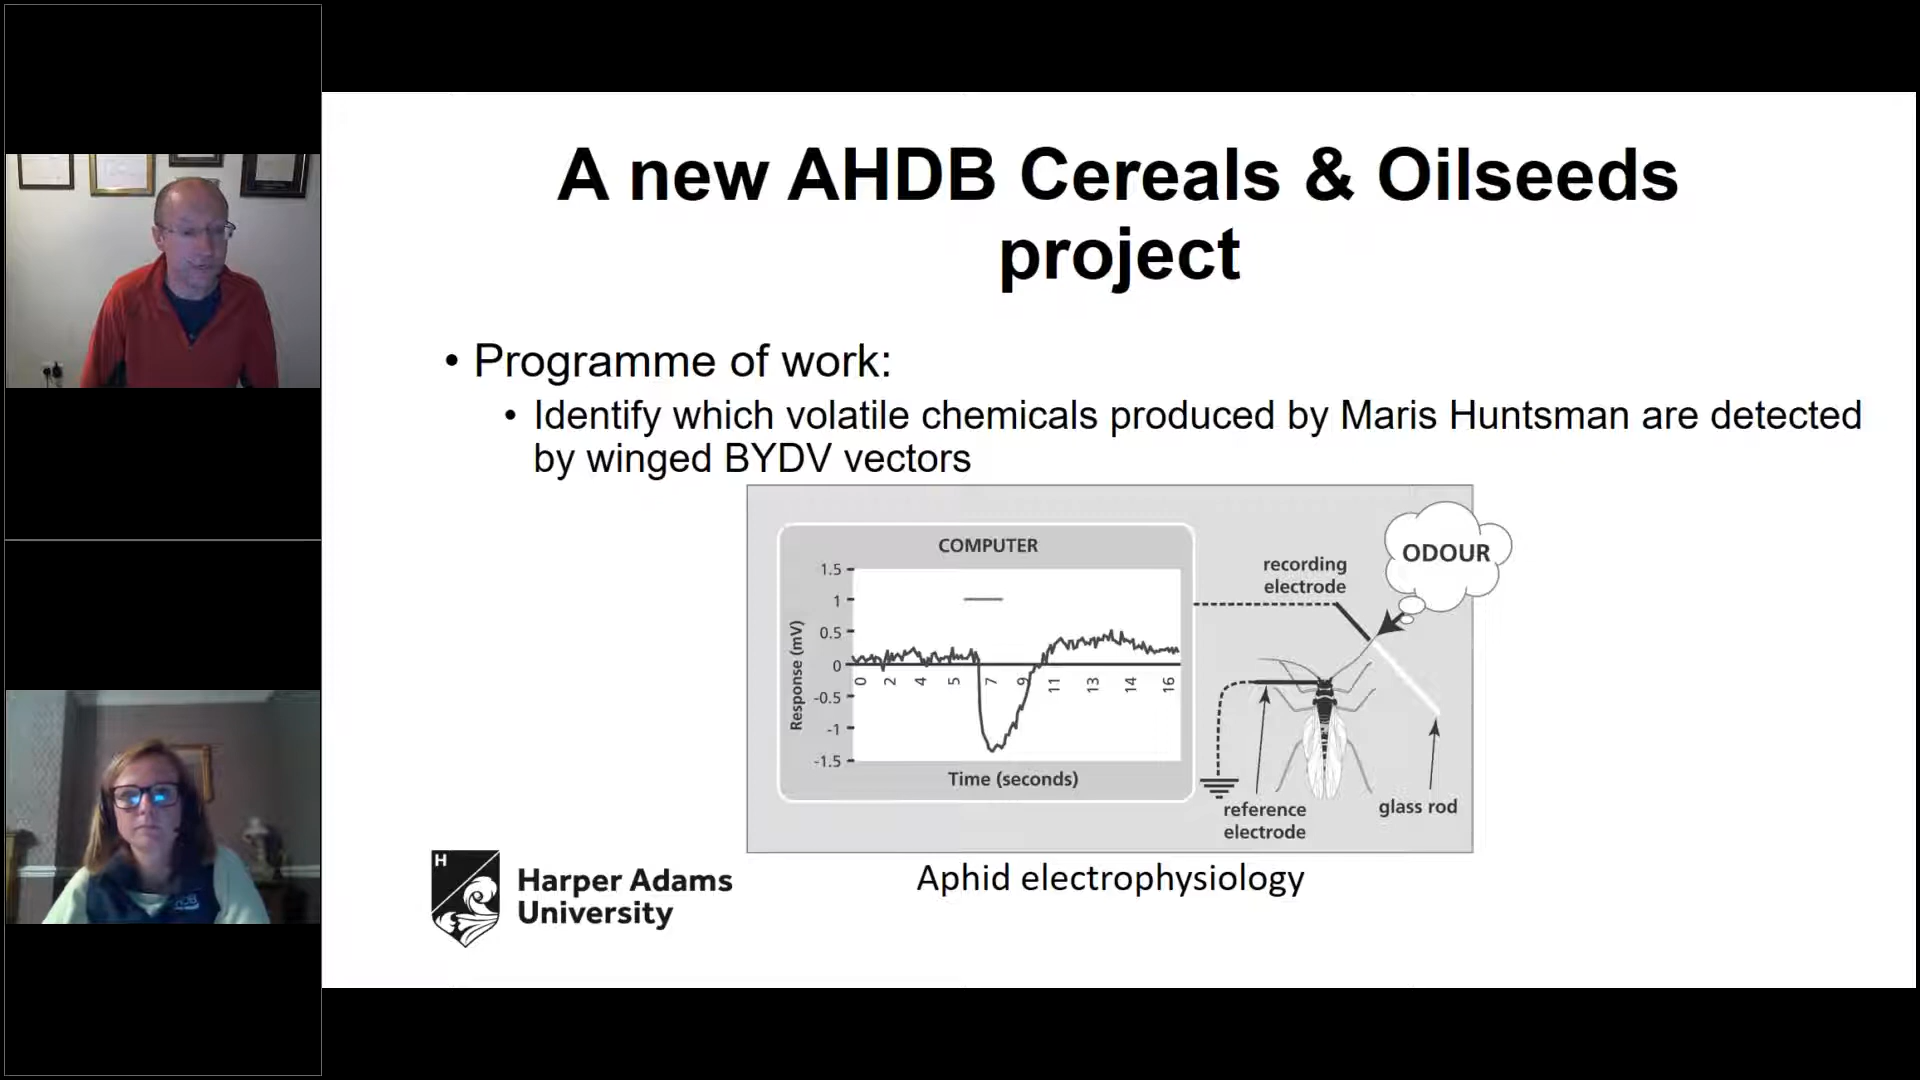 A new AHDB Cereals & Oilseeds
project
• Programme of work:
• Identify which volatile chemicals produced by Maris Huntsman are detected
by winged BYDV vectors
COMPUTER
1.5
1
0.5
0
-0.5
-1
-1.5
Response (mV)
0 2 4 5 7 9 11 13 14 16
Time (seconds)
recording
electrode
ODOUR
reference
electrode
glass rod
Aphid electrophysiology
H
Harper Adams
University